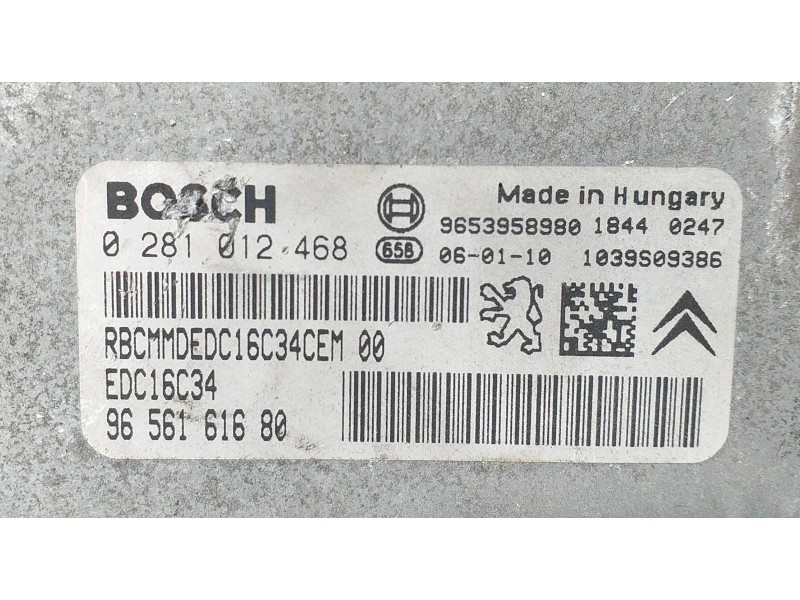 BOSCH
Made in Hungary
9653958980 1844 0247
0 281 012 468
656 06-01-10 1039S09386
RBCMMDEDC16C34CEM 00
EDC16C34
96 561 616 80